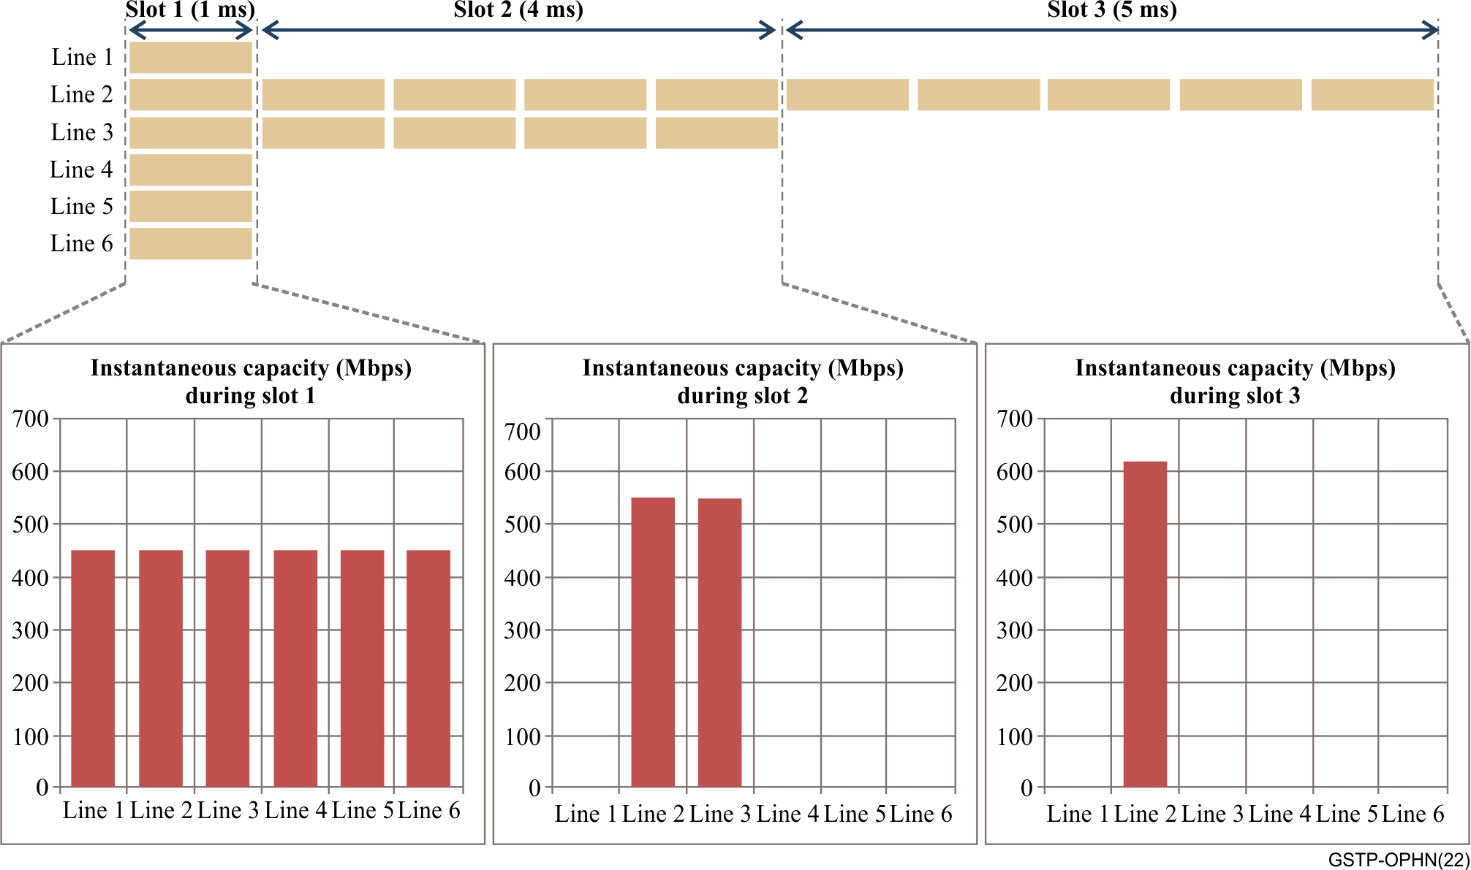 Slot 1 (1 ms) Slot 2 (4 ms) Slot 3 (5 ms)
Line 1
Line 2
Line 3
Line 4
Line 5
Line 6
Instantaneous capacity (Mbps)
during slot 1
700
600
500
400
300
200
100
0
Line 1 Line 2 Line 3 Line 4 Line 5 Line 6
Instantaneous capacity (Mbps)
during slot 2
700
600
500
400
300
200
100
0
Line 1 Line 2 Line 3 Line 4 Line 5 Line 6
Instantaneous capacity (Mbps)
during slot 3
700
600
500
400
300
200
100
0
Line 1 Line 2 Line 3 Line 4 Line 5 Line 6
GSTP-OPHN(22)